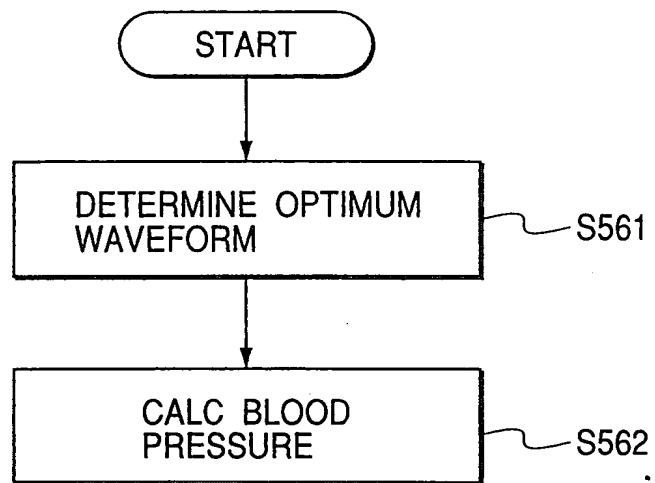 START
DETERMINE OPTIMUM
WAVEFORM
S561
CALC BLOOD
PRESSURE
S562